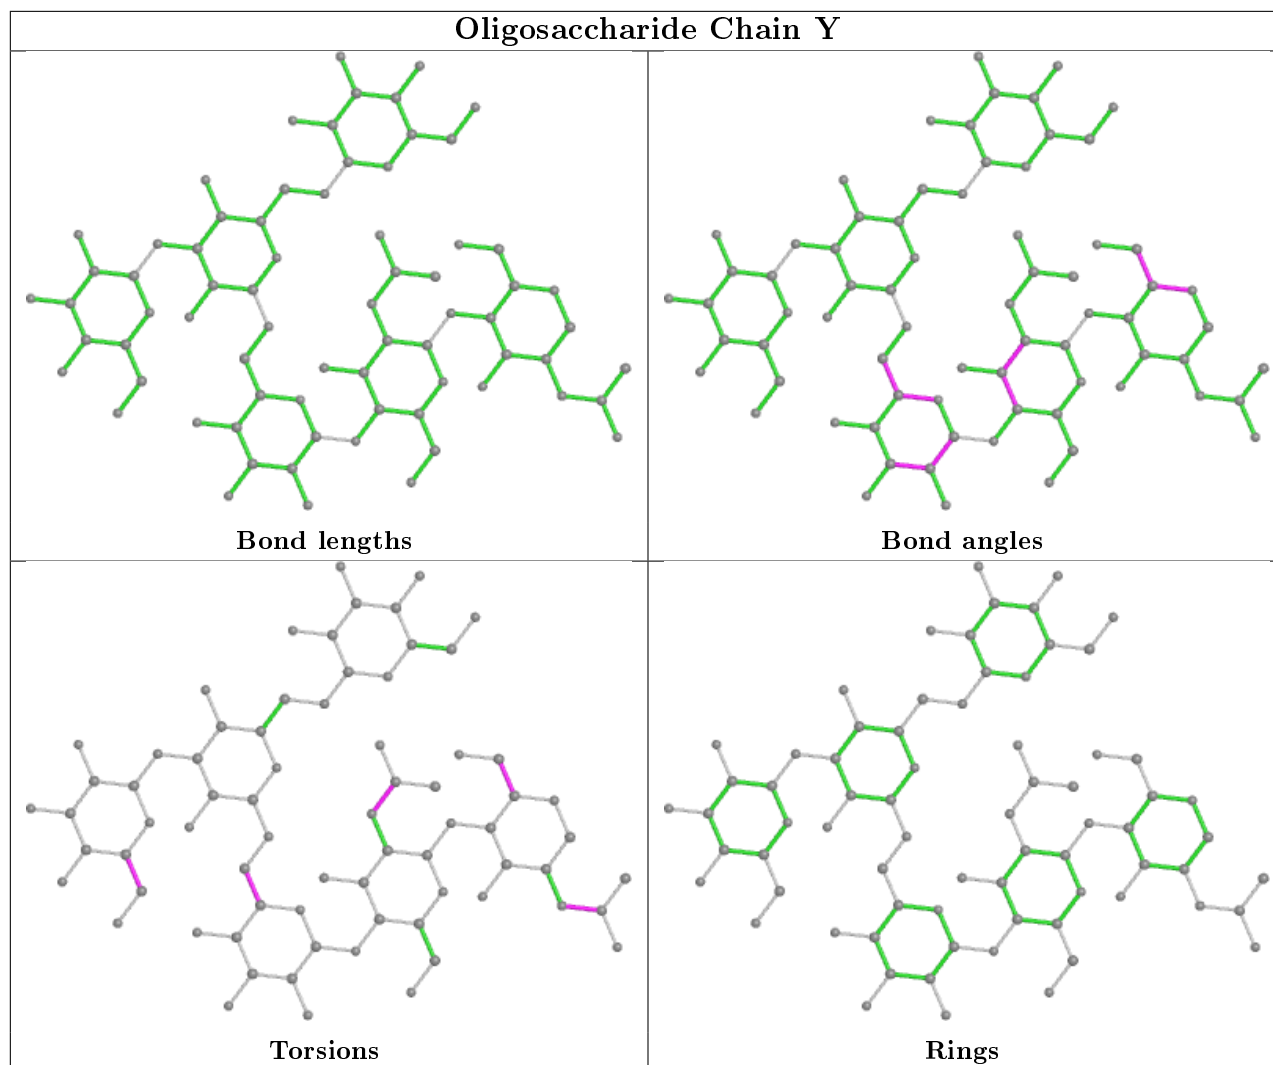 Oligosaccharide Chain Y
Bond lengths
Bond angles
Torsions
Rings